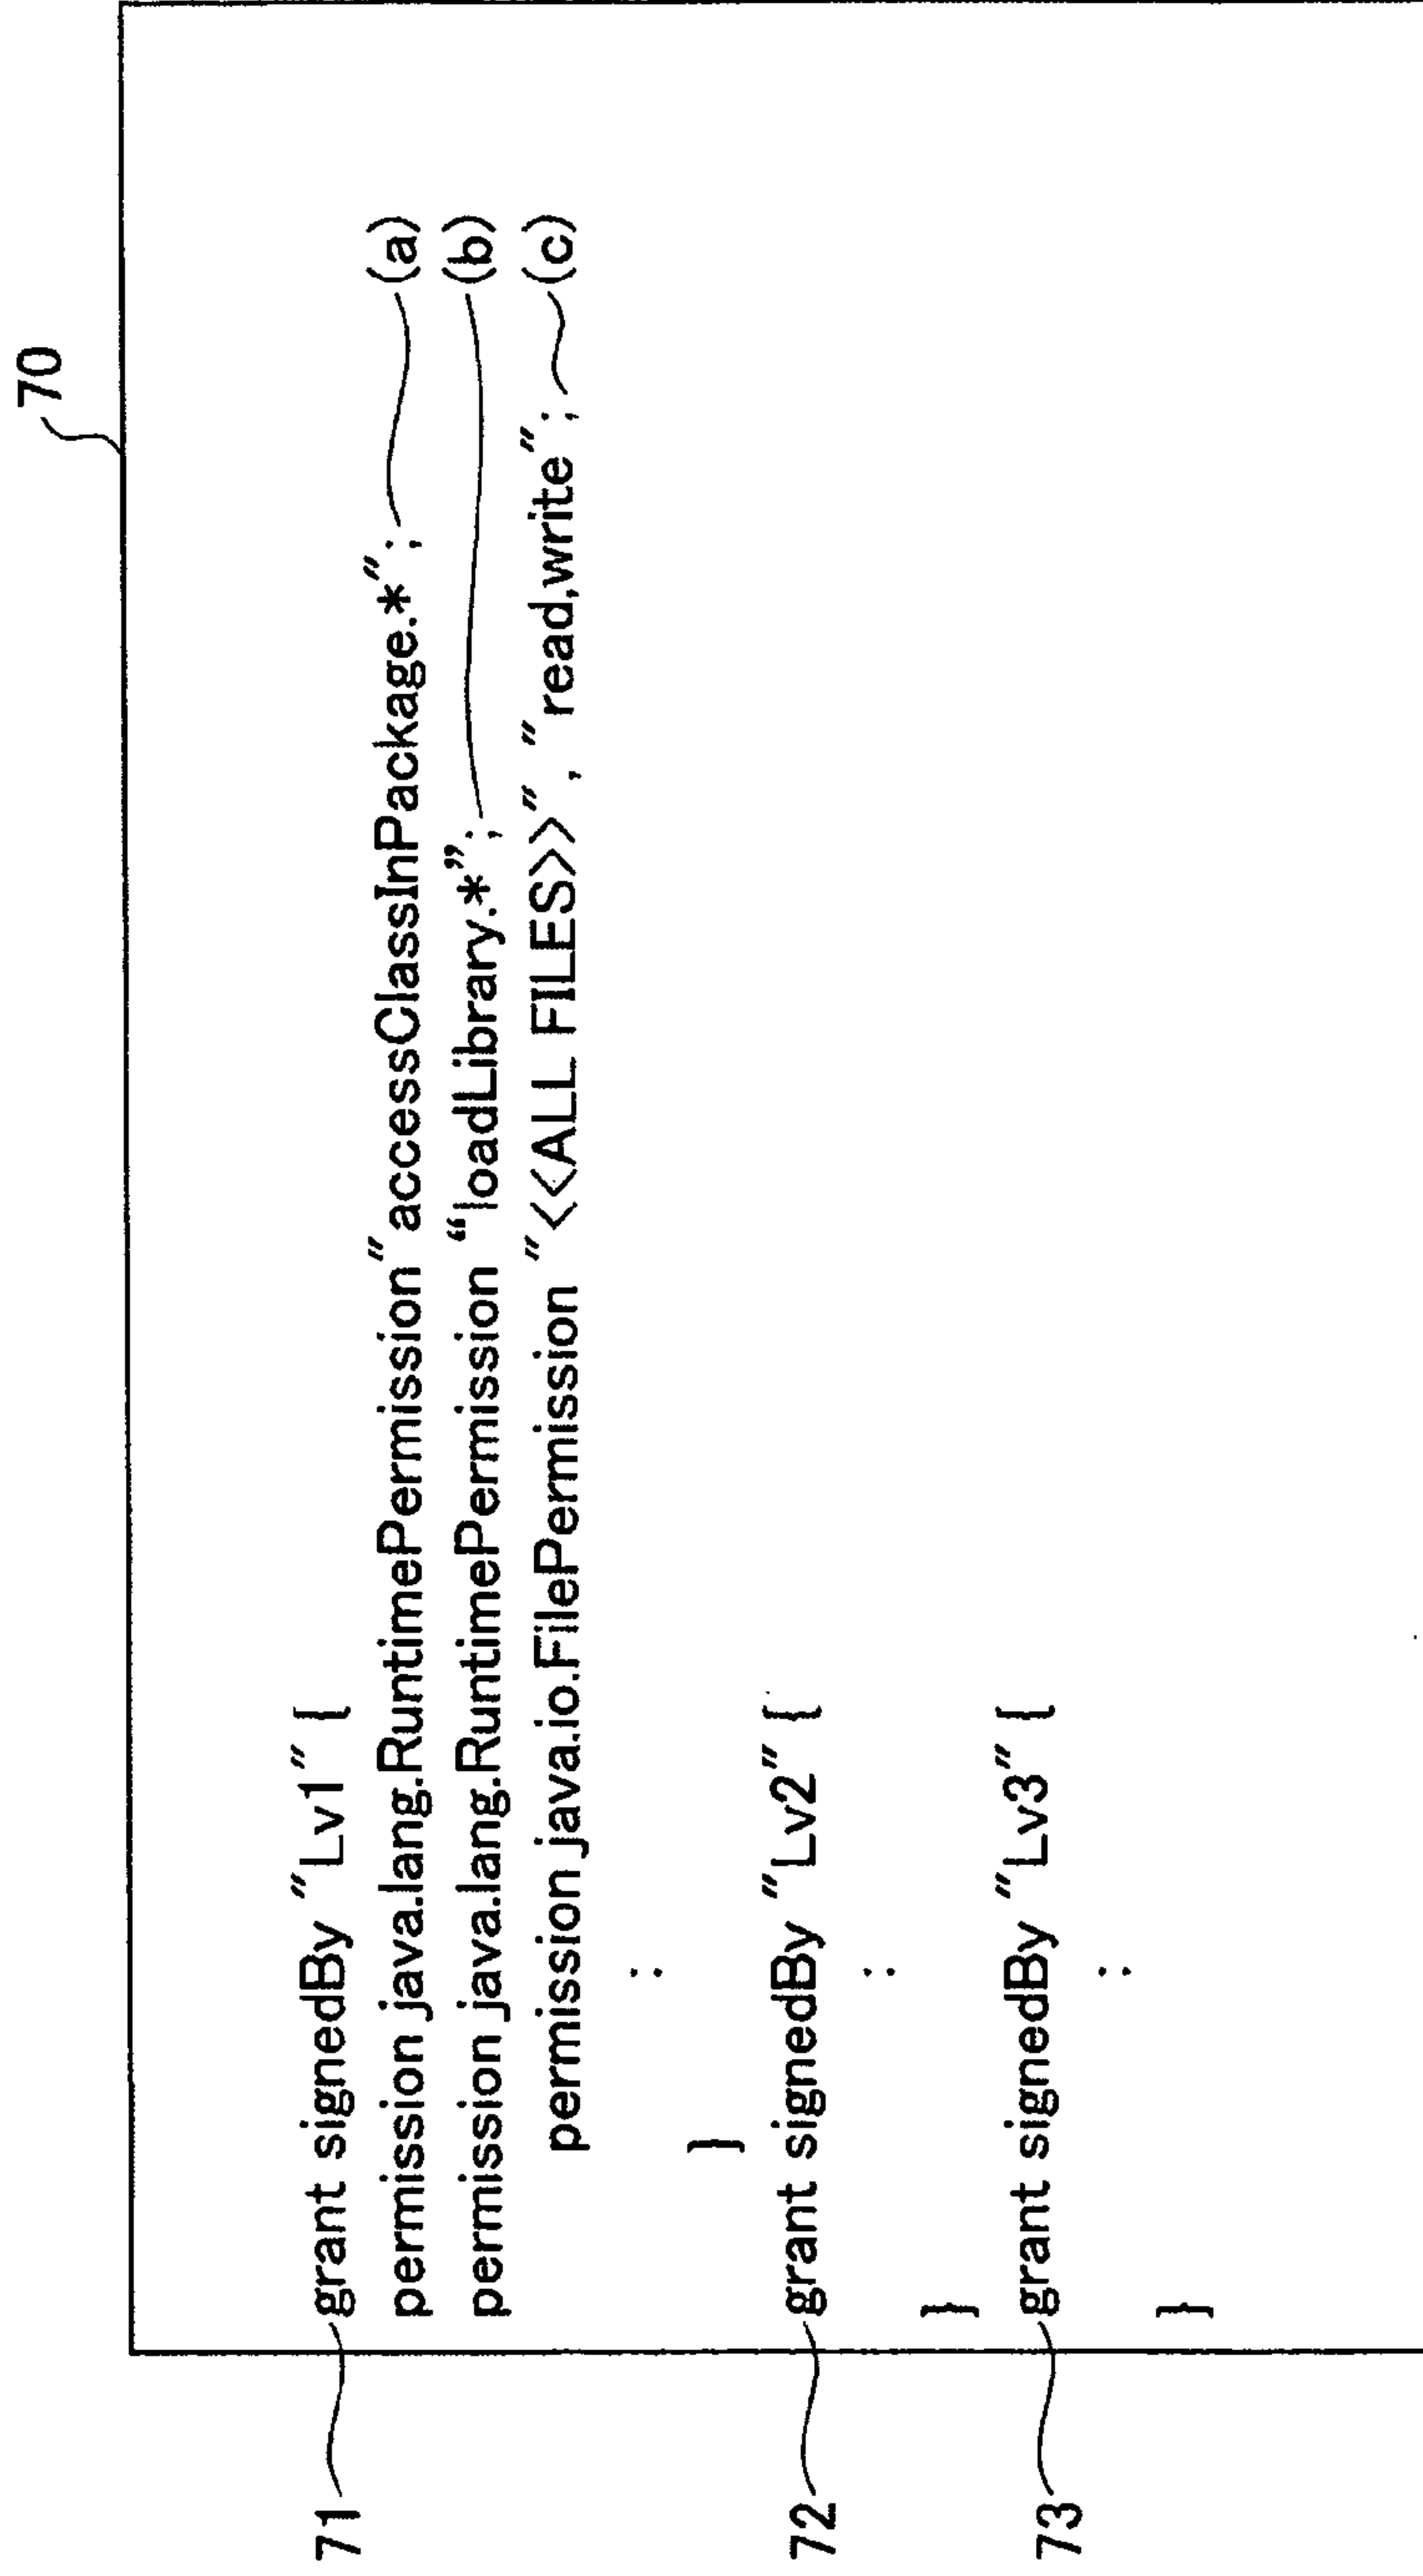 70
71 grant signedBy "Lv1" {
permission java.lang.RuntimePermission "accessClassInPackage.*"; (a)
permission java.lang.RuntimePermission "loadLibrary.*"; (b)
permission java.io.FilePermission "<<ALL FILES>>", "read,write"; (c)
:
}
72 grant signedBy "Lv2" {
:
}
73 grant signedBy "Lv3" {
:
}